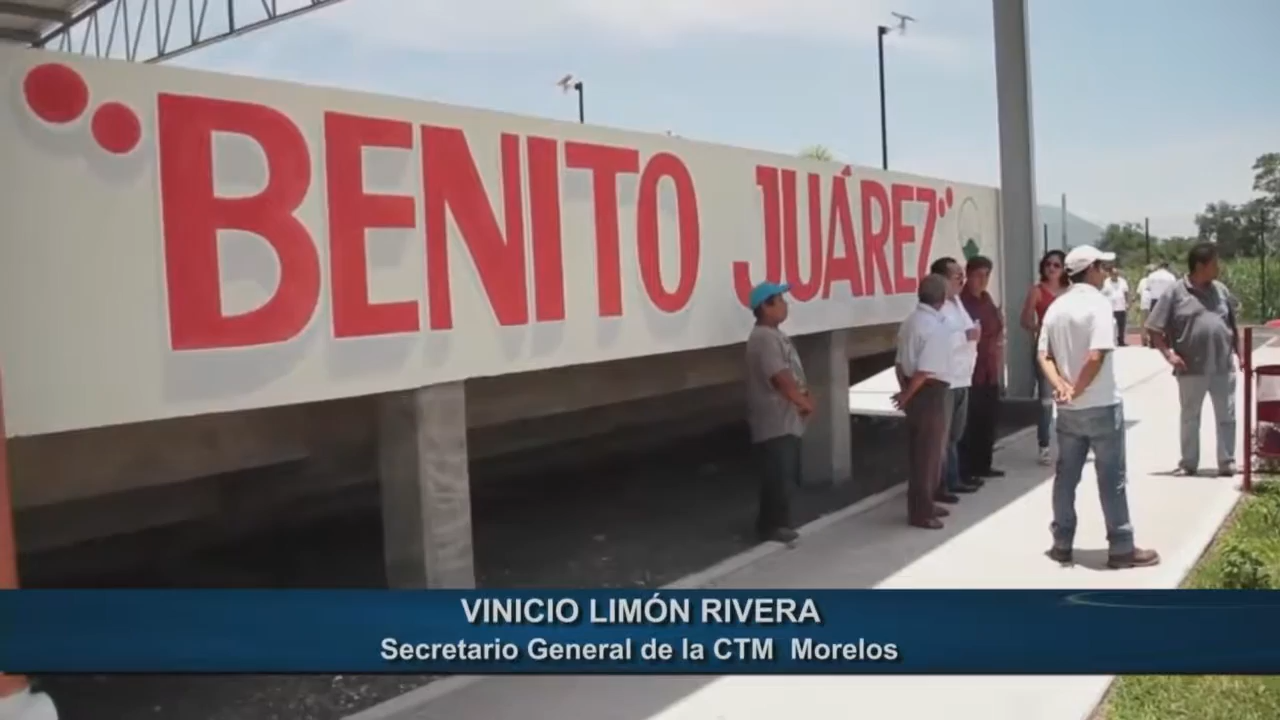 BENITO JUÁREZ
VINICIO LIMÓN RIVERA
Secretario General de la CTM Morelos